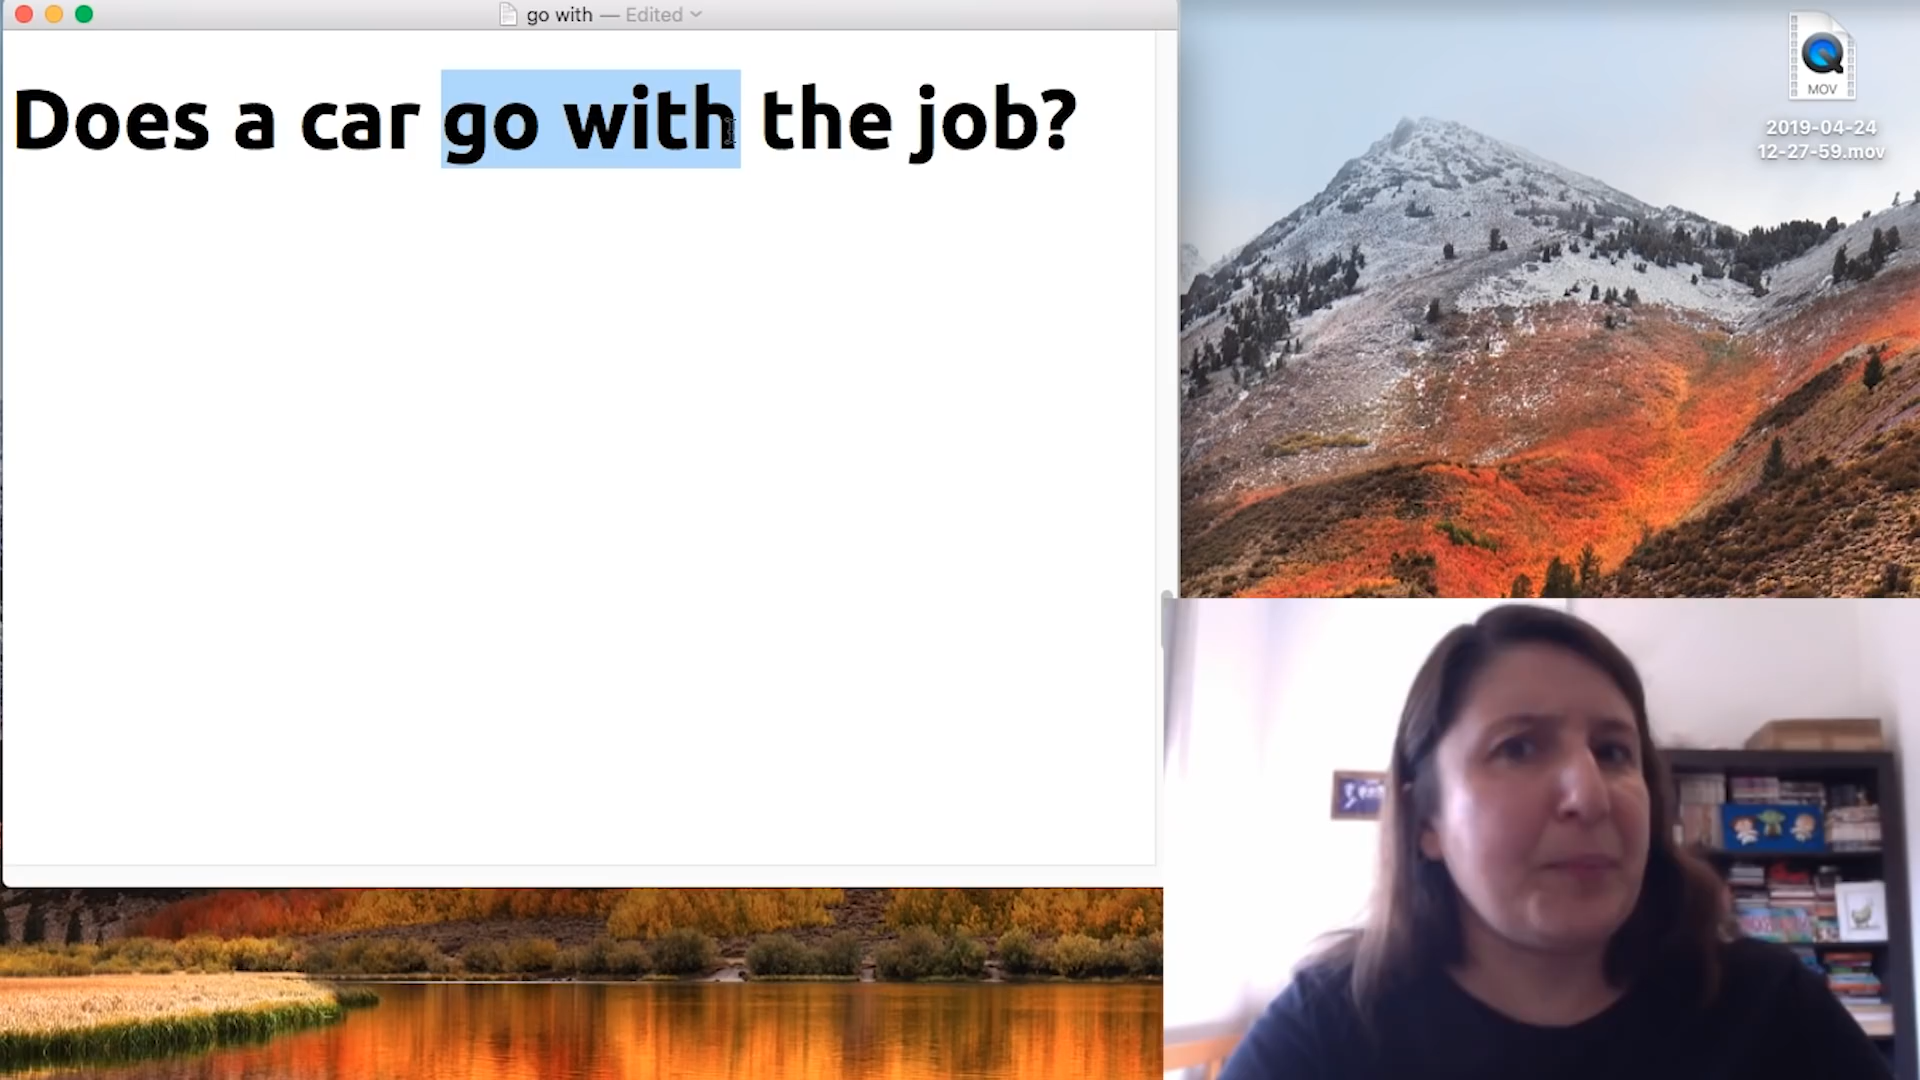 go with — Edited
Does a car go with the job?
MOV
2019-04-24
12-27-59.mov